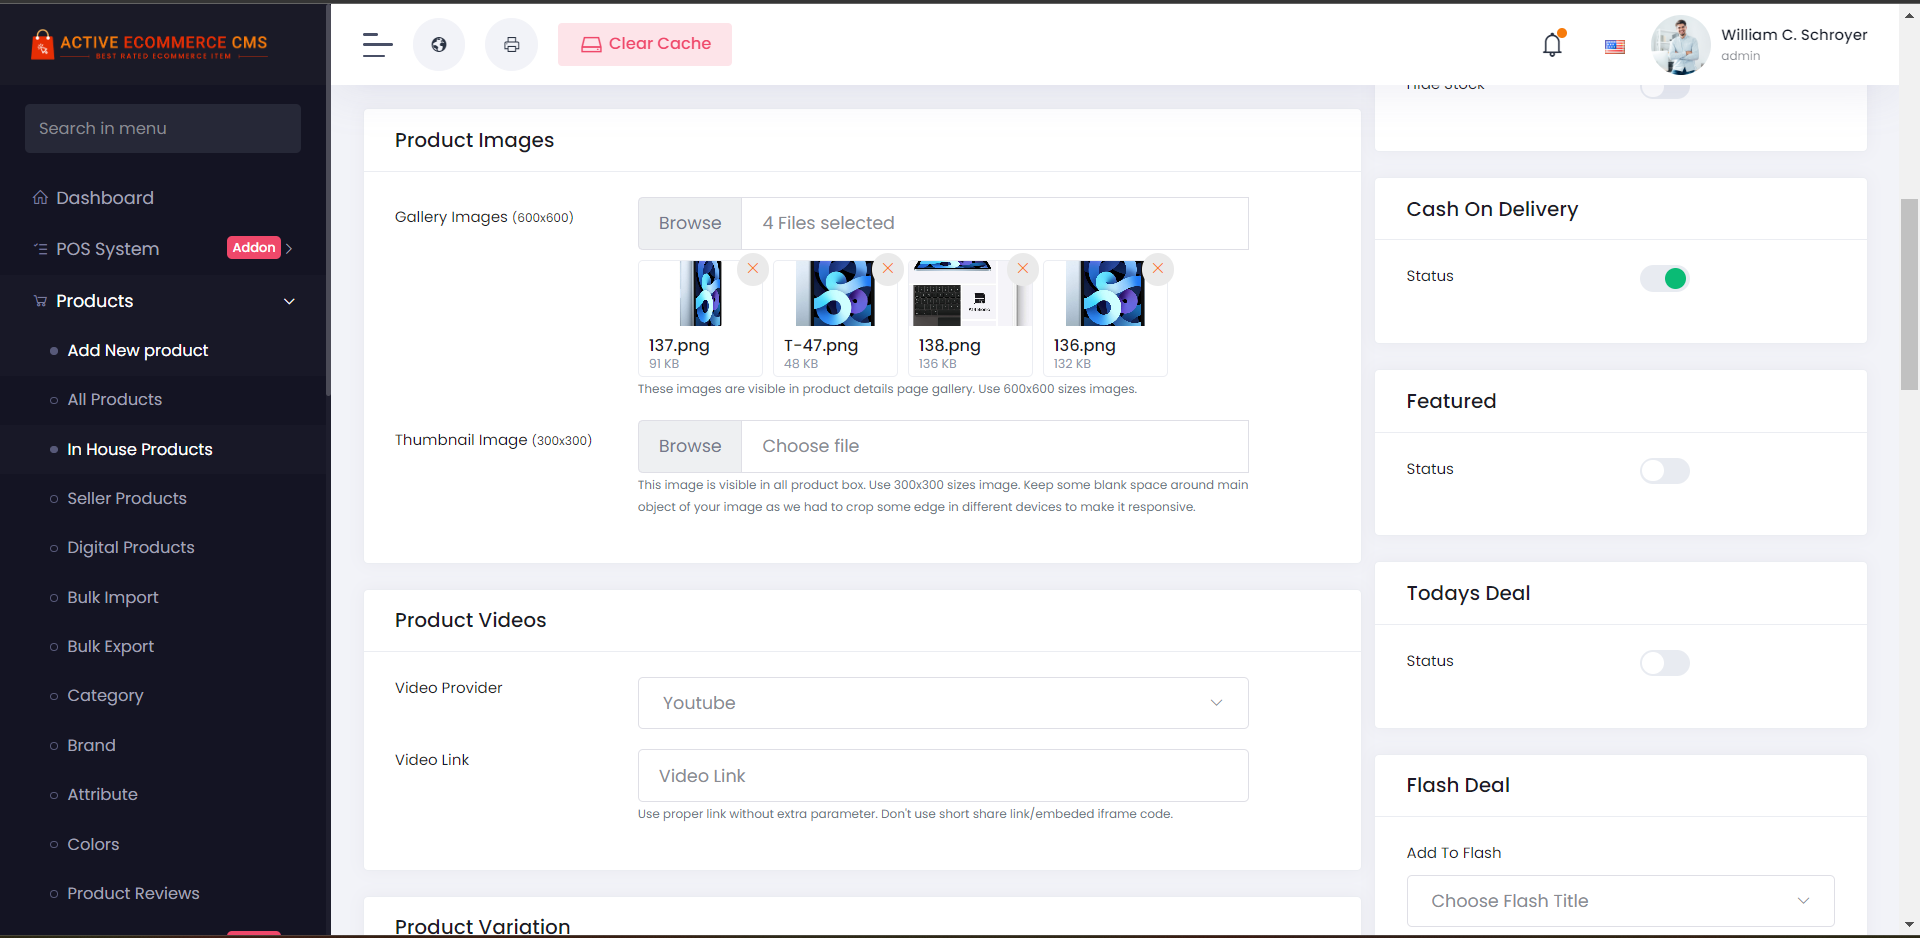 ACTIVE ECOMMERCE CMS
BEST RATED ECOMMERCE ITEM
Search in menu
Dashboard
POS System
Addon
Products
Add New product
All Products
In House Products
Seller Products
Digital Products
Bulk Import
Bulk Export
Category
Brand
Attribute
Colors
Product Reviews
Clear Cache
William C. Schroyer
admin
Product Images
Gallery Images (600x600)
Browse
4 Files selected
137.png
91 KB
T-47.png
48 KB
138.png
136 KB
136.png
132 KB
These images are visible in product details page gallery. Use 600x600 sizes images.
Thumbnail Image (300x300)
Browse
Choose file
This image is visible in all product box. Use 300x300 sizes image. Keep some blank space around main
object of your image as we had to crop some edge in different devices to make it responsive.
Product Videos
Video Provider
Youtube
Video Link
Video Link
Use proper link without extra parameter. Don't use short share link/embeded iframe code.
Product Variation
Hide Stock
Cash On Delivery
Status
Featured
Status
Todays Deal
Status
Flash Deal
Add To Flash
Choose Flash Title